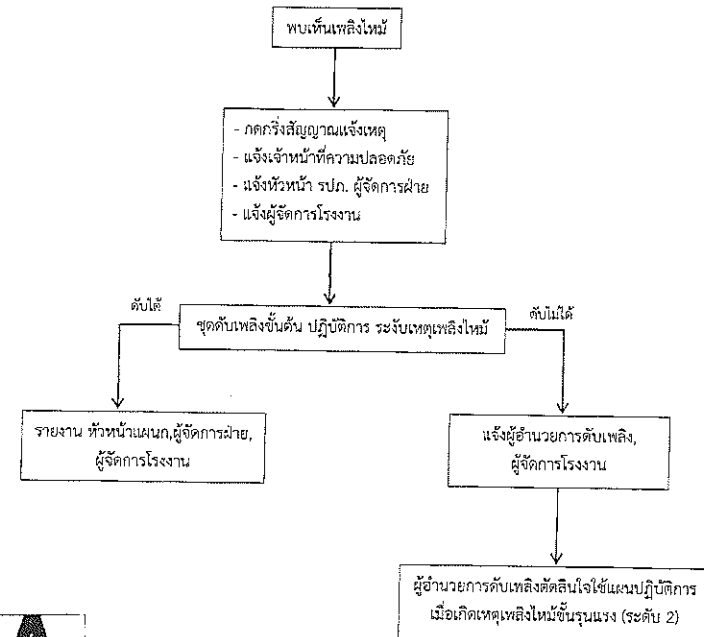 พบเห็นเพลิงไหม้
- กดกริ่งสัญญาณแจ้งเหตุ
- แจ้งเจ้าหน้าที่ความปลอดภัย
- แจ้งหัวหน้า รปภ. ผู้จัดการฝ่าย
- แจ้งผู้จัดการโรงงาน
ดับได้
ชุดดับเพลิงขั้นต้น ปฏิบัติการ ระงับเหตุเพลิงไหม้
ดับไม่ได้
รายงาน หัวหน้าแผนก,ผู้จัดการฝ่าย,
ผู้จัดการโรงงาน
แจ้งผู้อำนวยการดับเพลิง,
ผู้จัดการโรงงาน
ผู้อำนวยการดับเพลิงตัดสินใจใช้แผนปฏิบัติการ
เมื่อเกิดเหตุเพลิงไหม้ขั้นรุนแรง (ระดับ 2)